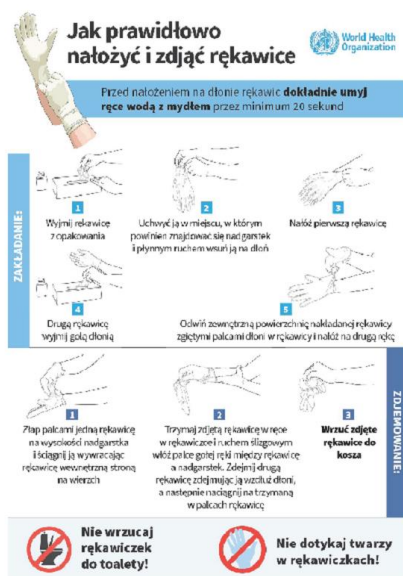 Jak prawidłowo
nałożyć i zdjąć rękawice
World Health
Organization
Przed nałożeniem na dłonie rękawic dokładnie umyj
ręce wodą z mydłem przez minimum 20 sekund
ZAKŁADANIE:
1
Wyjmij rękawicę
z opakowania
2
Uchwyć ją w miejscu, w którym
powinien znajdować się nadgarstek
i płynnym ruchem wsuń ją na dłoń
3
Nałóż pierwszą rękawicę
4
Drugą rękawicę
wyjmij gołą dłonią
5
Odwiń zewnętrzną powierzchnię nakładanej rękawicy
zgiętymi palcami dłoni w rękawicy i nałóż na drugą rękę
ZDJEMOWANIE:
1
Złap palcami jedną rękawicę
na wysokości nadgarstka
i ściągnij ją wywracając
rękawicę wewnętrzną stroną
na wierzch
2
Trzymaj zdjętą rękawicę w ręce
w rękawiczce i ruchem ślizgowym
włóż palce gołej ręki między rękawicę
a nadgarstek. Zdejmij drugą
rękawicę zdejmując ją wzdłuż dłoni,
a następnie naciągnij na trzymaną
w palcach rękawicę
3
Wrzuć zdjęte
rękawice do
kosza
Nie wrzucaj
rękawiczek
do toalety!
Nie dotykaj twarzy
w rękawiczkach!